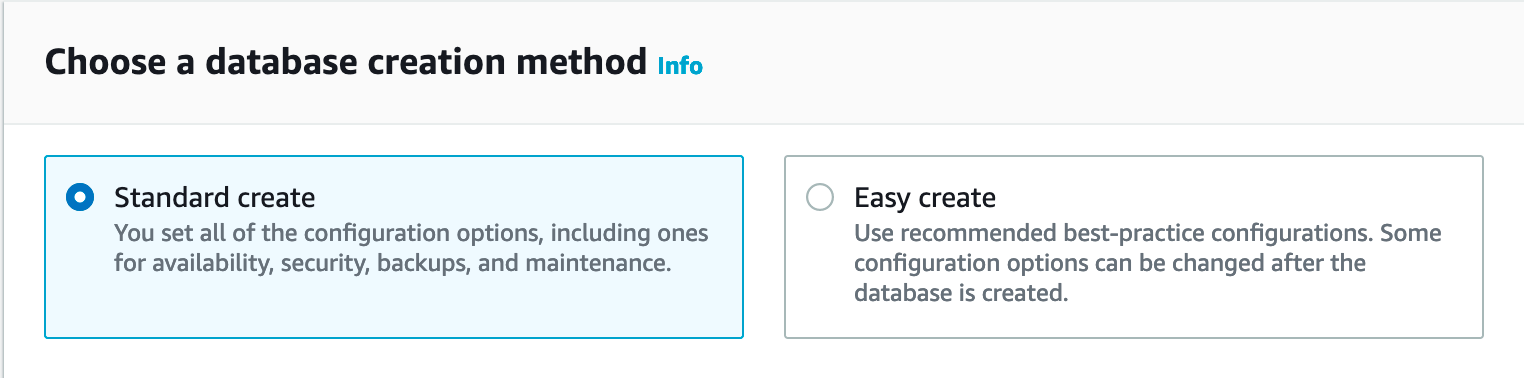 Choose a database creation method Info
Standard create
You set all of the configuration options, including ones
for availability, security, backups, and maintenance.
Easy create
Use recommended best-practice configurations. Some
configuration options can be changed after the
database is created.